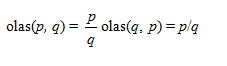 olas(p, q) = p/q olas(q, p) = p/q